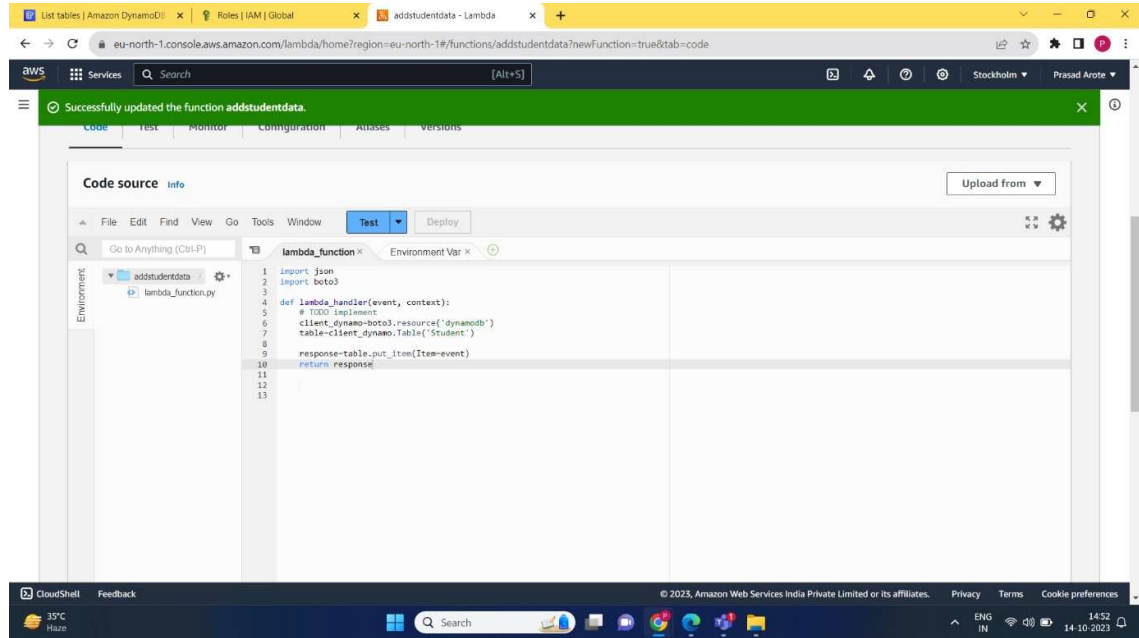 List tables | Amazon DynamoDB
Roles | IAM | Global
addstudentdata - Lambda
eu-north-1.console.aws.amazon.com/lambda/home?region=eu-north-1#/functions/addstudentdata?newFunction=true&tab=code
aws
Services
Search
[Alt+S]
Stockholm
Prasad Arote
Successfully updated the function addstudentdata.
Code
Test
Monitor
Configuration
Aliases
Versions
Code source Info
Upload from
File Edit Find View Go Tools Window
Test
Deploy
Go to Anything (Ctrl-P)
lambda_function
Environment Var
Environment
addstudentdata
lambda_function.py
1 import json
2 import boto3
3
4 def lambda_handler(event, context):
5 # TODO implement
6 client_dynamo-boto3.resource('dynamodb')
7 table-client_dynamo.Table('Student')
8
9 response-table.put_item(Item-event)
10 return response
11
12
13
CloudShell
Feedback
© 2023, Amazon Web Services India Private Limited or its affiliates.
Privacy
Terms
Cookie preferences
35°C
Haze
Search
ENG
IN
14:52
14-10-2023